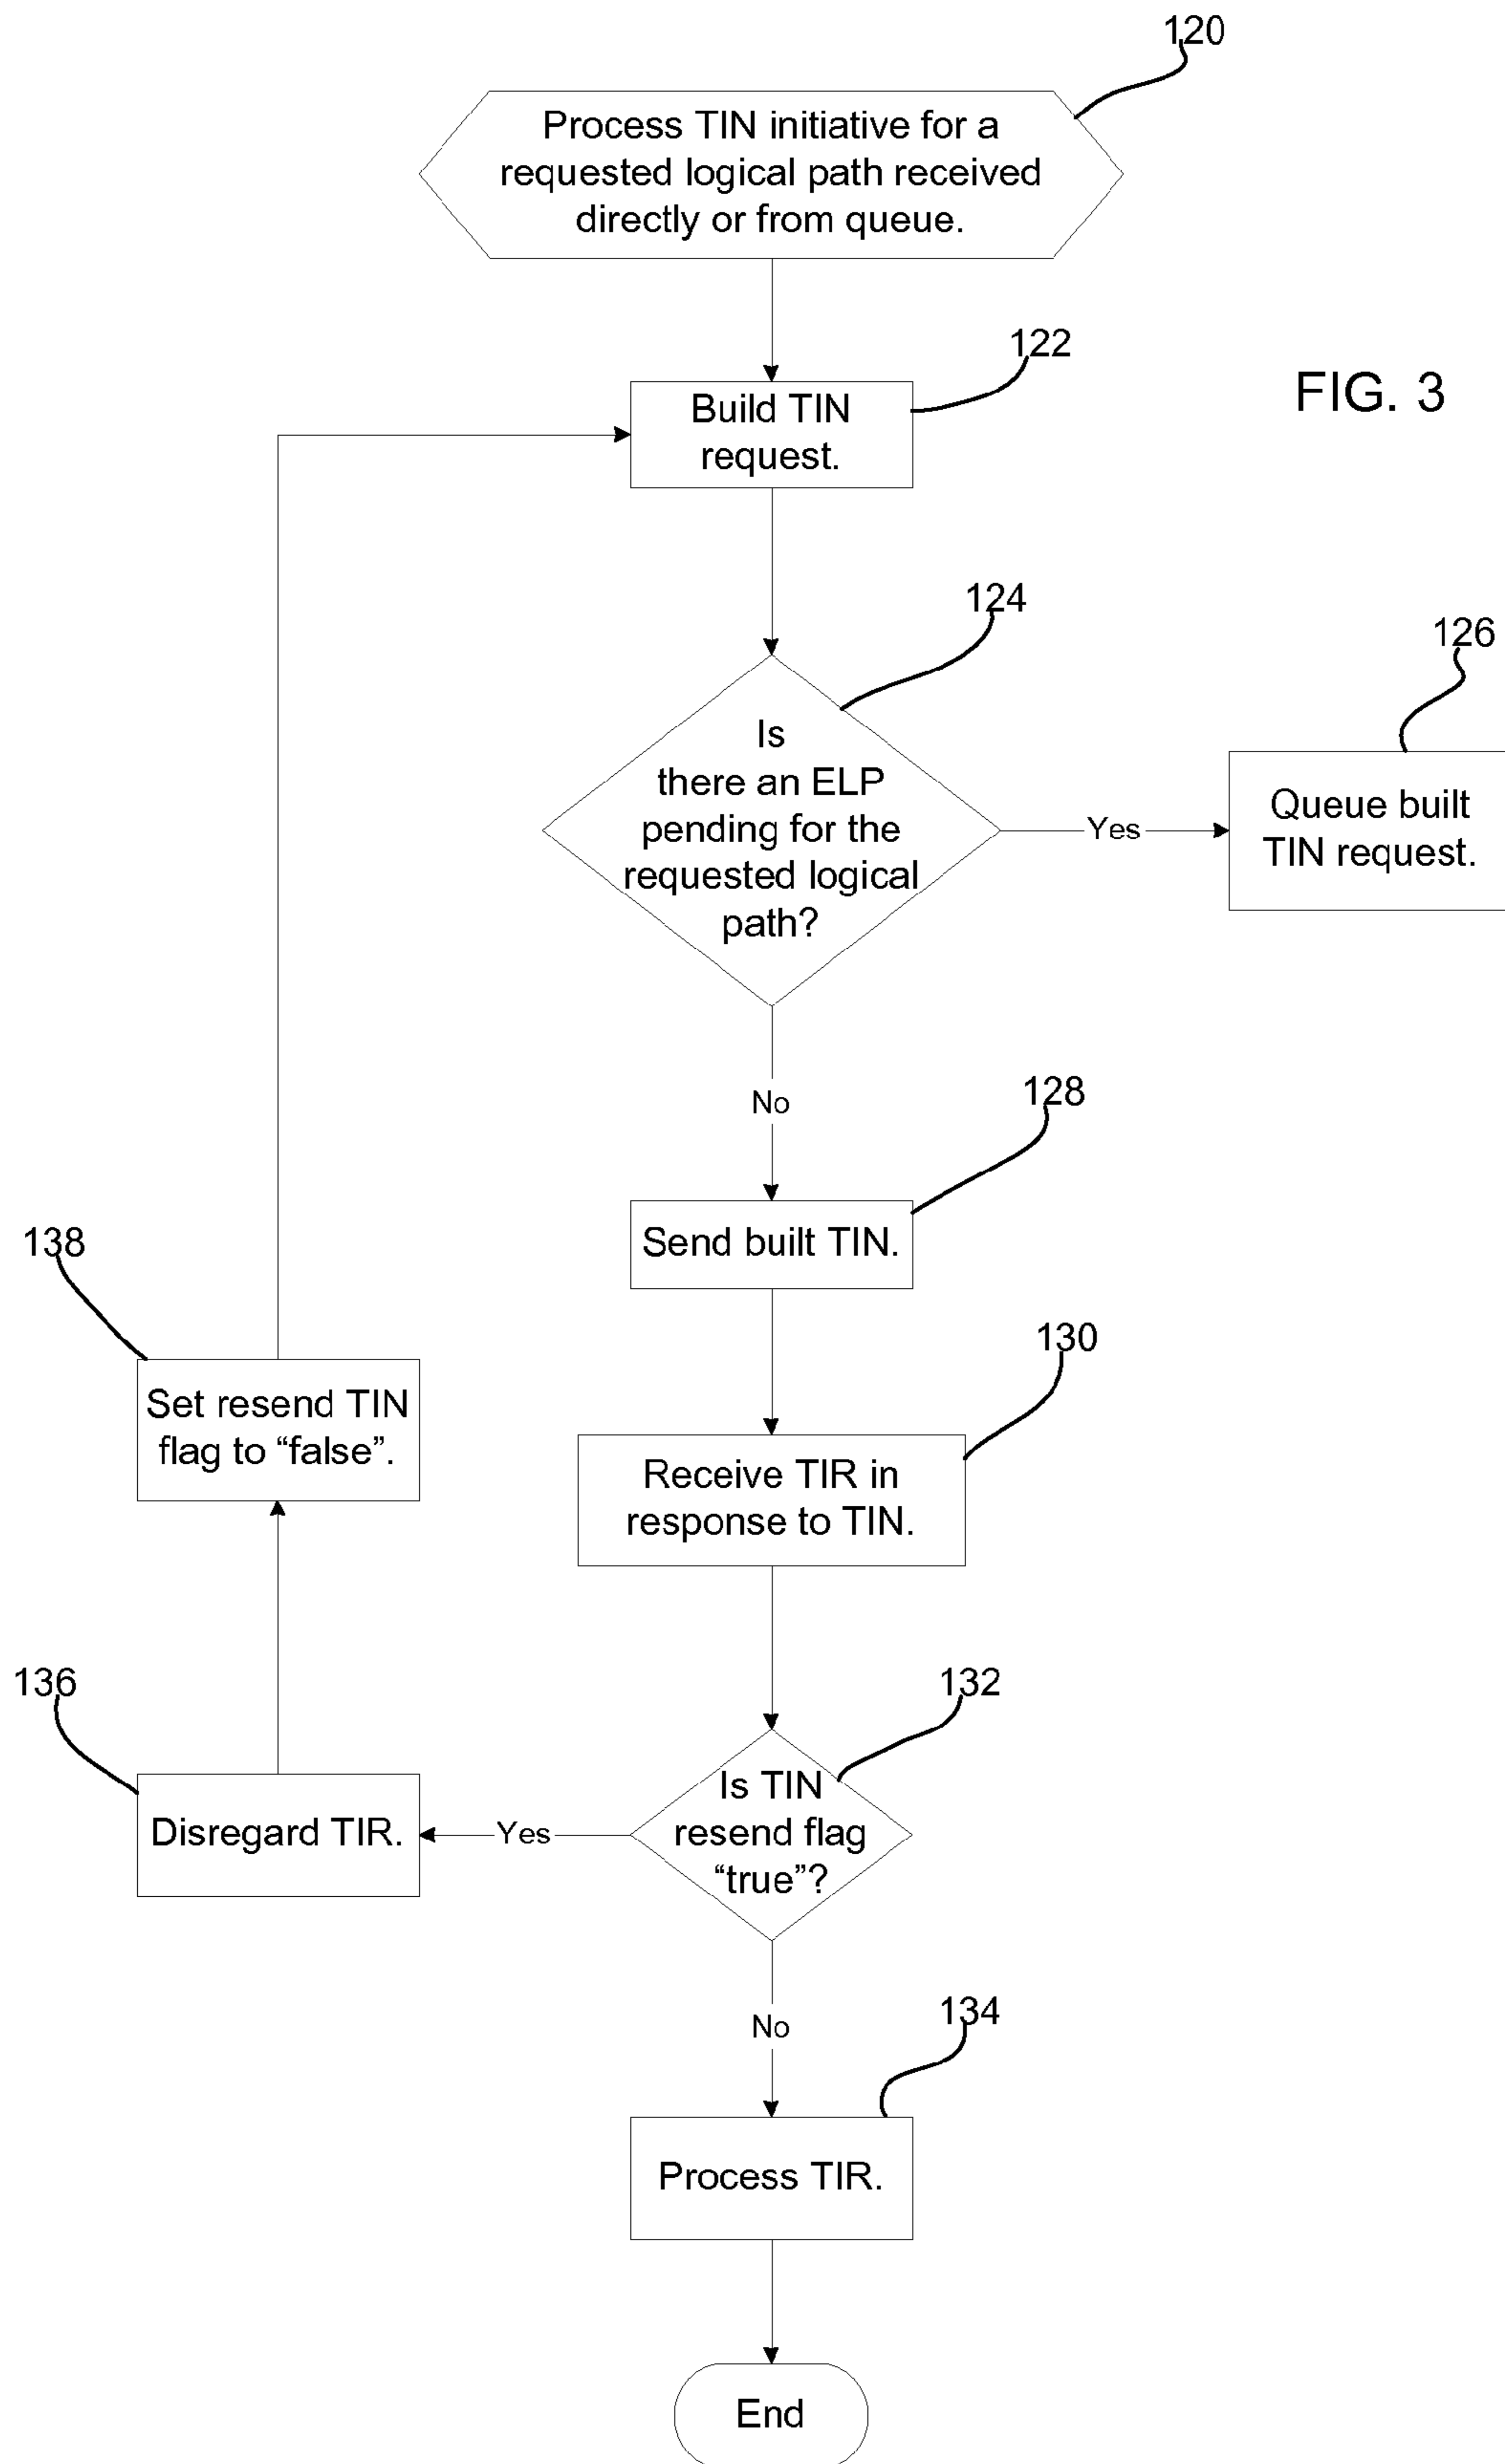 120
Process TIN initiative for a
requested logical path received
directly or from queue.
122
Build TIN
request.
FIG. 3
124
Is
there an ELP
pending for the
requested logical
path?
Yes
126
Queue built
TIN request.
No
128
Send built TIN.
138
Set resend TIN
flag to “false”.
130
Receive TIR in
response to TIN.
136
Disregard TIR.
Yes
132
Is TIN
resend flag
“true”?
No
134
Process TIR.
End